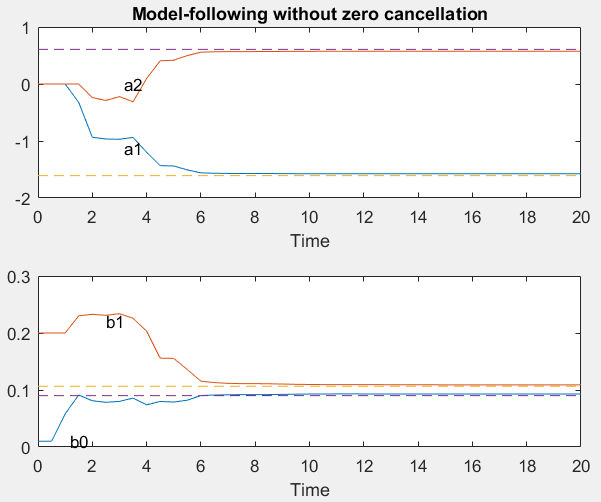 Model-following without zero cancellation
1
0
-1
-2
a2
a1
0 2 4 6 8 10 12 14 16 18 20
Time
0.3
0.2
0.1
0
b1
b0
0 2 4 6 8 10 12 14 16 18 20
Time